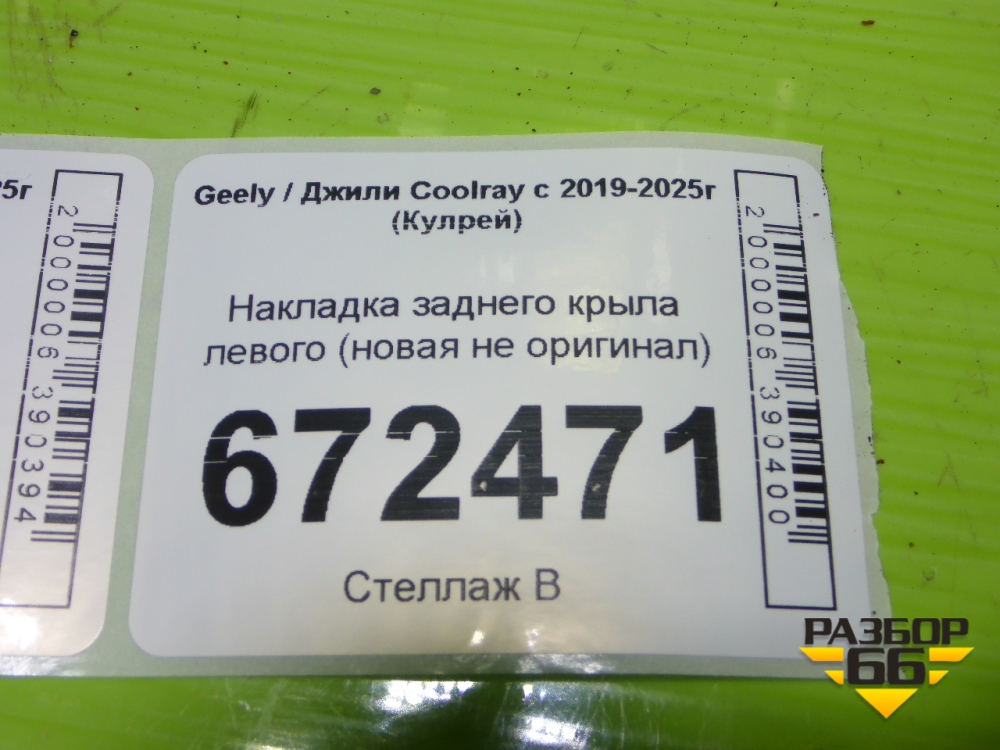 25г
2000006390394
Geely / Джили Coolray с 2019-2025г
(Кулрей)
Накладка заднего крыла
левого (новая не оригинал)
672471
Стеллаж В
2000006390400
РАЗБОР
66